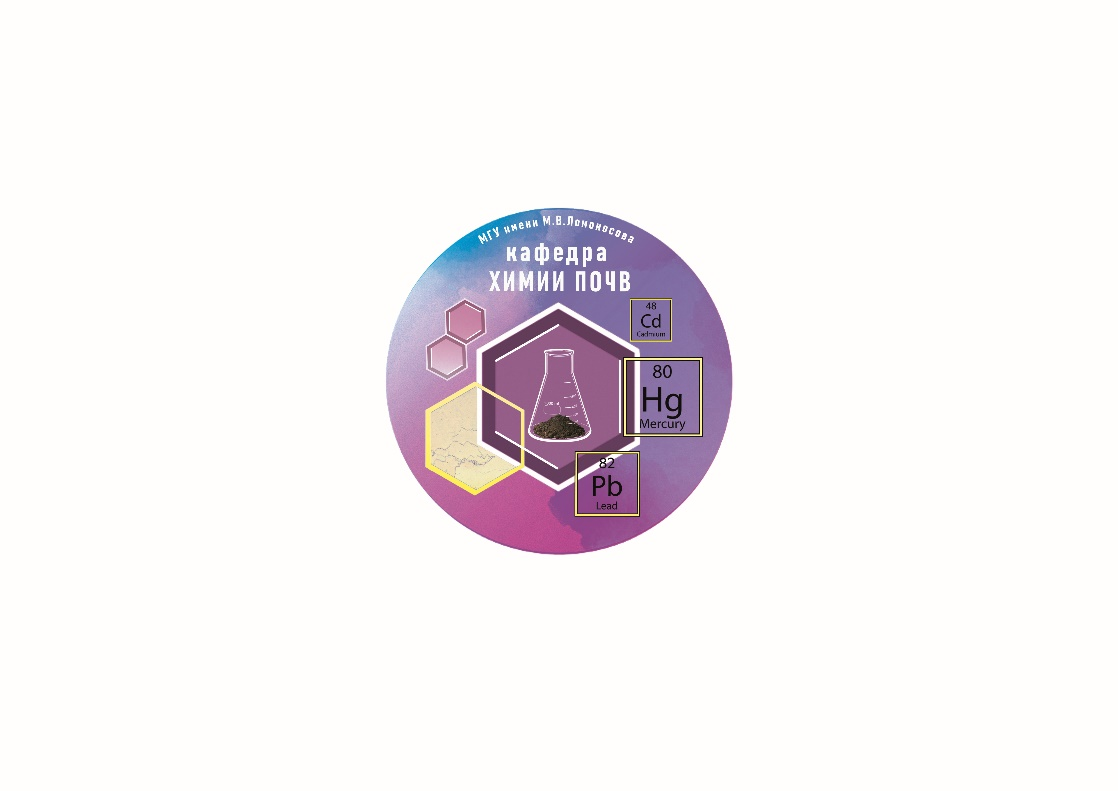 МГУ имени М.В.Ломоносова
кафедра
ХИМИИ ПОЧВ
48
Cd
Cadmium
80
Hg
Mercury
82
Pb
Lead